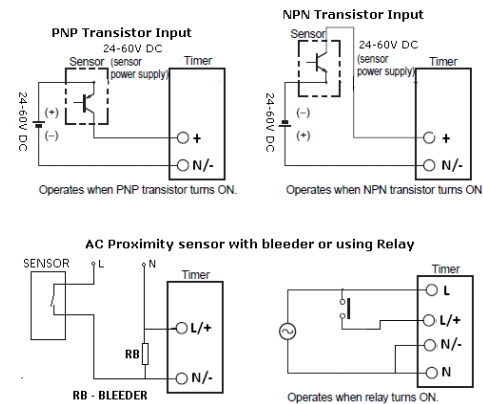 PNP Transistor Input
24-60V DC
Sensor (sensor power supply)
Timer
24-60V DC
(+)
(−)
+
N/-
Operates when PNP transistor turns ON.
NPN Transistor Input
Sensor
24-60V DC
(sensor power supply)
Timer
24-60V DC
(−)
(+)
+
N/-
Operates when NPN transistor turns ON
AC Proximity sensor with bleeder or using Relay
SENSOR
L
N
Timer
L/+
RB
N/-
RB - BLEEDER
Timer
L
L/+
N/-
N
Operates when relay turns ON.